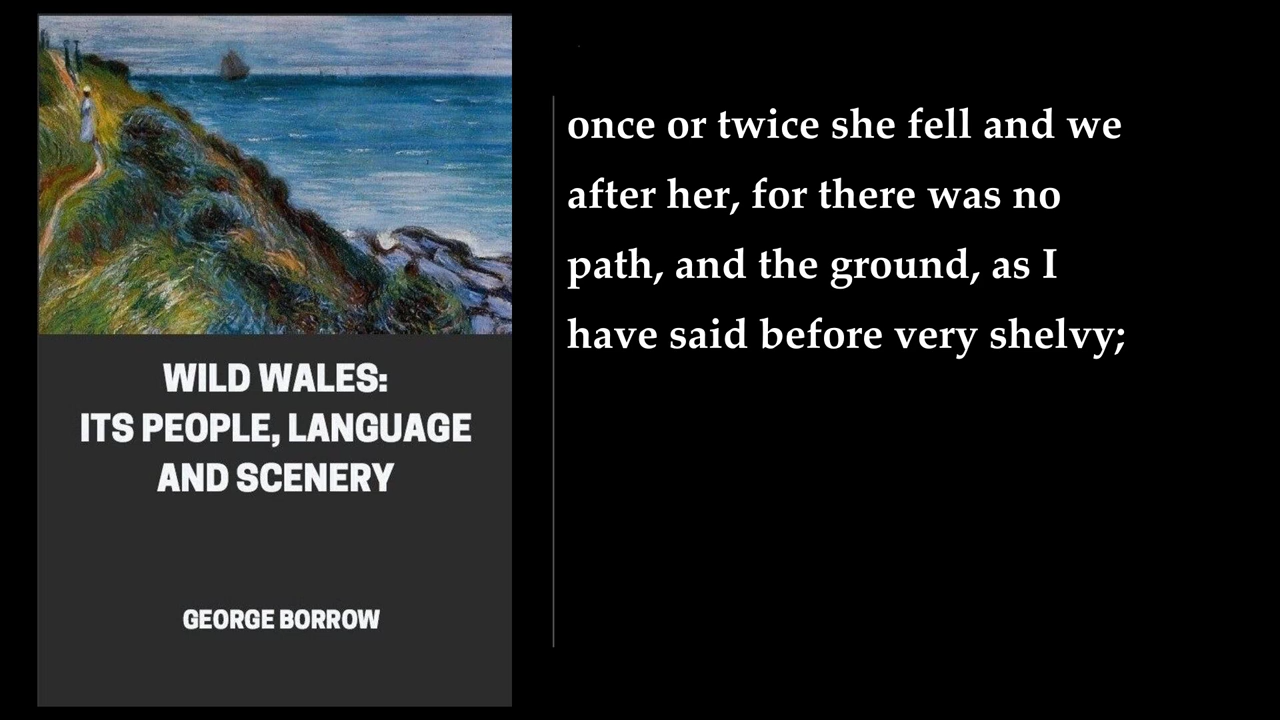 WILD WALES:
ITS PEOPLE, LANGUAGE
AND SCENERY
GEORGE BORROW
once or twice she fell and we
after her, for there was no
path, and the ground, as I
have said before very shelvy;